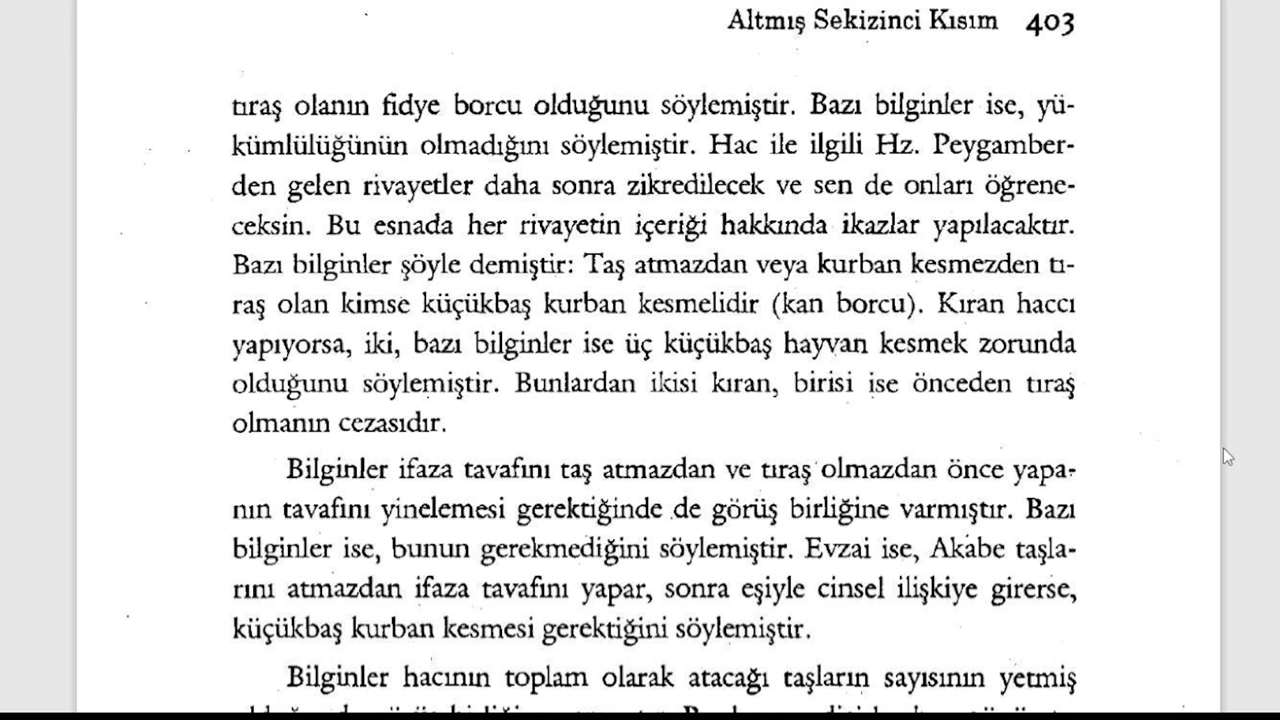 Altmış Sekizinci Kısım 403
tıraş olanın fidye borcu olduğunu söylemiştir. Bazı bilginler ise, yü-
kümlülüğünün olmadığını söylemiştir. Hac ile ilgili Hz. Peygamber-
den gelen rivayetler daha sonra zikredilecek ve sen de onları öğrene-
ceksin. Bu esnada her rivayetin içeriği hakkında ikazlar yapılacaktır.
Bazı bilginler şöyle demiştir: Taş atmazdan veya kurban kesmezden tı-
raş olan kimse küçükbaş kurban kesmelidir (kan borcu). Kıran haccı
yapıyorsa, iki, bazı bilginler ise üç küçükbaş hayvan kesmek zorunda
olduğunu söylemiştir. Bunlardan ikisi kıran, birisi ise önceden tıraş
olmanın cezasıdır.
Bilginler ifaza tavafını taş atmazdan ve tıraş olmazdan önce yapa-
nın tavafını yinelemesi gerektiğinde de görüş birliğine varmıştır. Bazı
bilginler ise, bunun gerekmediğini söylemiştir. Evzai ise, Akabe taşla-
rını atmazdan ifaza tavafını yapar, sonra eşiyle cinsel ilişkiye girerse,
küçükbaş kurban kesmesi gerektiğini söylemiştir.
Bilginler hacının toplam olarak atacağı taşların sayısının yetmiş